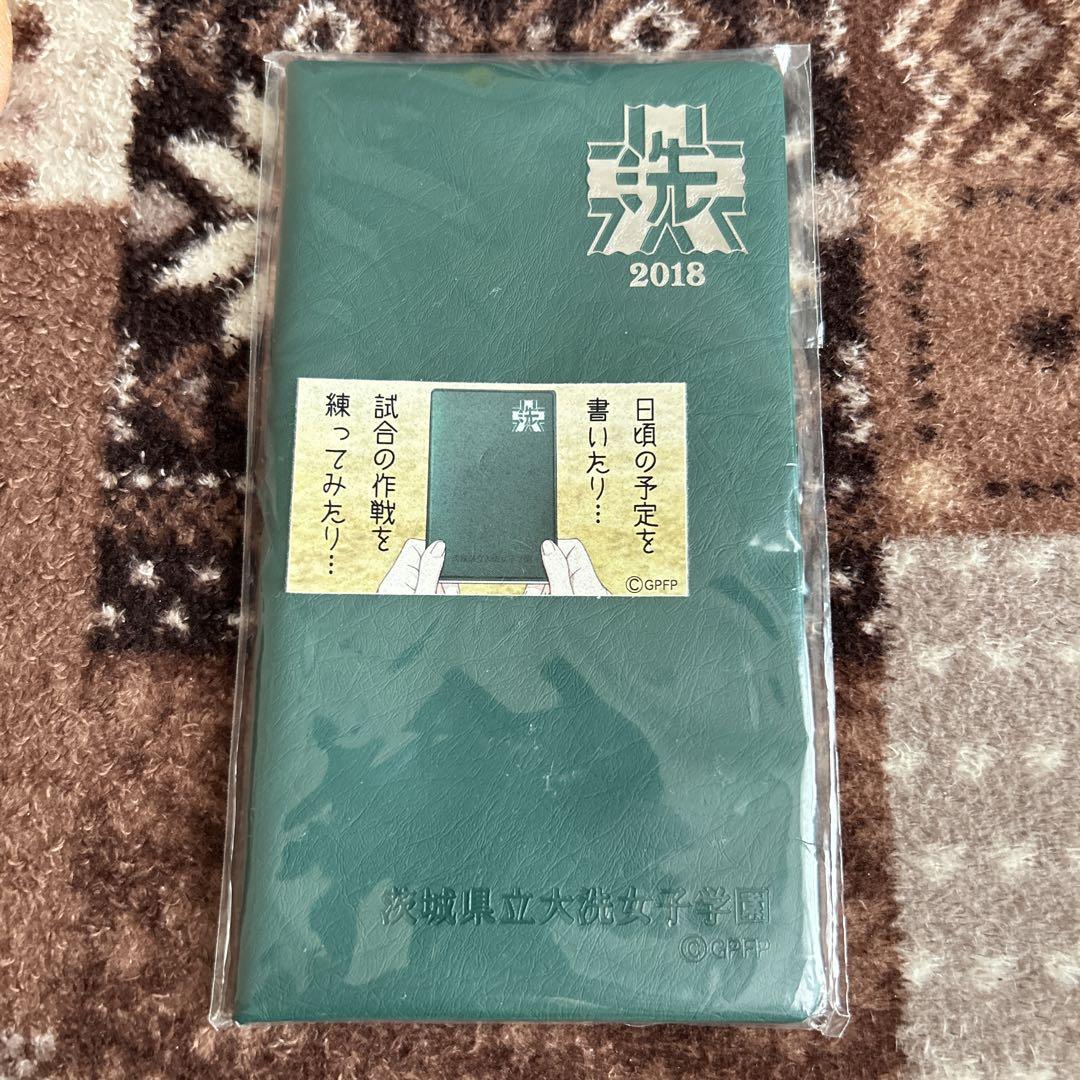 洗
2018
日頃の予定を
書いたり…
試合の作戦を
練ってみたり…
洗
©GPFP
茨城県立大洗女子学園
©GPFP